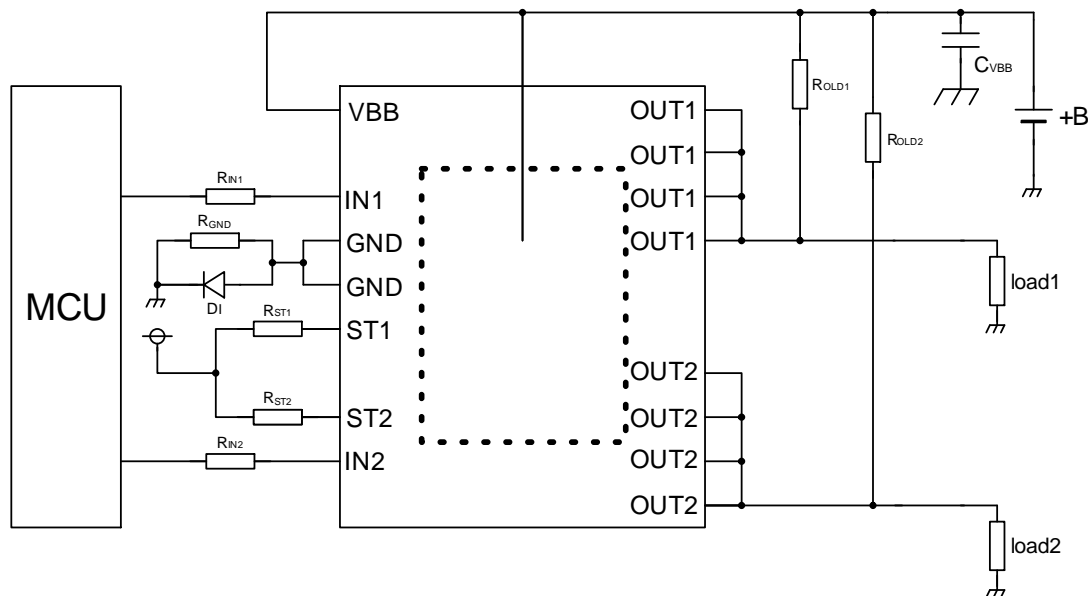 MCU
RIN1
RGND
DI
RST1
RST2
RIN2
VBB
IN1
GND
GND
ST1
ST2
IN2
OUT1
OUT1
OUT1
OUT1
OUT2
OUT2
OUT2
OUT2
ROLD1
ROLD2
CVBB
+B
load1
load2